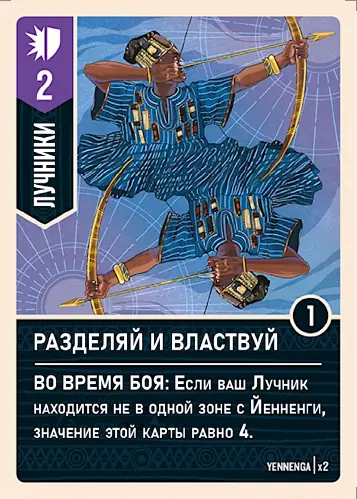 2
ЛУЧНИКИ
1
РАЗДЕЛЯЙ И ВЛАСТВУЙ
ВО ВРЕМЯ БОЯ: Если ваш Лучник
находится не в одной зоне с Йенненги,
значение этой карты равно 4.
YENNENGA | x2